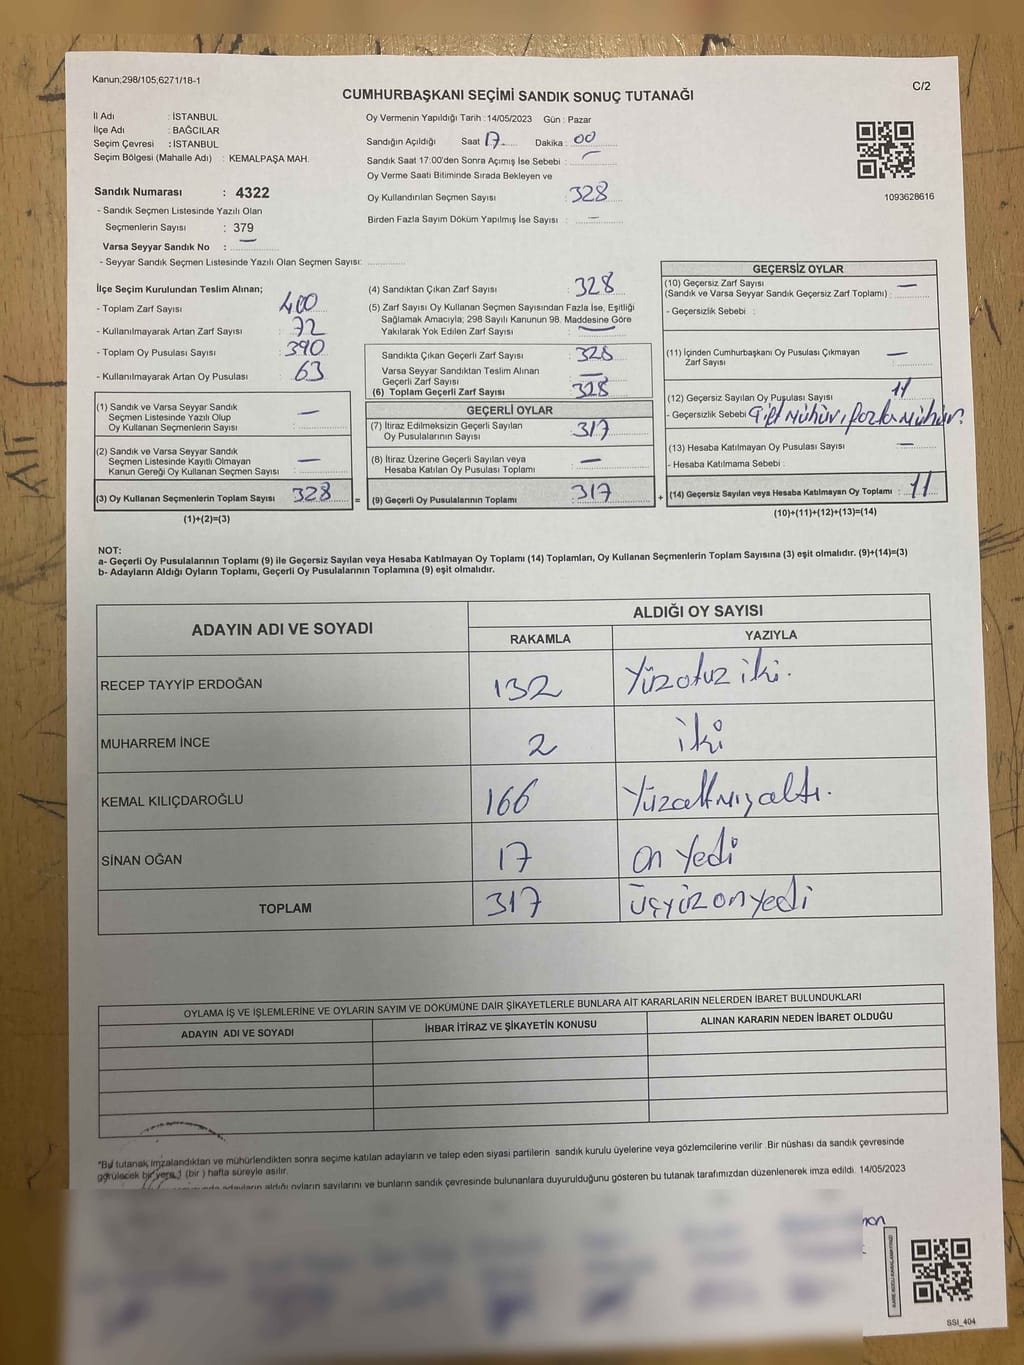 Kanun;298/105;6271/18-1
C/2
CUMHURBAŞKANI SEÇİMİ SANDIK SONUÇ TUTANAĞI
İl Adı : İSTANBUL
İlçe Adı : BAĞCILAR
Seçim Çevresi : İSTANBUL
Seçim Bölgesi (Mahalle Adı) : KEMALPAŞA MAH.
Sandık Numarası : 4322
- Sandık Seçmen Listesinde Yazılı Olan
Seçmenlerin Sayısı : 379
Varsa Seyyar Sandık No : —
- Seyyar Sandık Seçmen Listesinde Yazılı Olan Seçmen Sayısı:
Oy Vermenin Yapıldığı Tarih : 14/05/2023 Gün : Pazar
Sandığın Açıldığı Saat 17 Dakika : 00
Sandık Saat 17:00'den Sonra Açımış İse Sebebi : —
Oy Verme Saati Bitiminde Sırada Bekleyen ve
Oy Kullandırılan Seçmen Sayısı : 328
Birden Fazla Sayım Döküm Yapılmış İse Sayısı : —
1093628616
İlçe Seçim Kurulundan Teslim Alınan;
- Toplam Zarf Sayısı 400
- Kullanılmayarak Artan Zarf Sayısı : 72
- Toplam Oy Pusulası Sayısı 390
- Kullanılmayarak Artan Oy Pusulası : 63
(1) Sandık ve Varsa Seyyar Sandık
Seçmen Listesinde Yazılı Olup
Oy Kullanan Seçmenlerin Sayısı : —
(2) Sandık ve Varsa Seyyar Sandık
Seçmen Listesinde Kayıtlı Olmayan
Kanun Gereği Oy Kullanan Seçmen Sayısı : —
(3) Oy Kullanan Seçmenlerin Toplam Sayısı : 328 =
(1)+(2)=(3)
(4) Sandıktan Çıkan Zarf Sayısı : 328
(5) Zarf Sayısı Oy Kullanan Seçmen Sayısından Fazla İse, Eşitliği
Sağlamak Amacıyla; 298 Sayılı Kanunun 98. Maddesine Göre
Yakılarak Yok Edilen Zarf Sayısı : —
Sandıkta Çıkan Geçerli Zarf Sayısı : 328
Varsa Seyyar Sandıktan Teslim Alınan
Geçerli Zarf Sayısı : —
(6) Toplam Geçerli Zarf Sayısı : 328
GEÇERLİ OYLAR
(7) İtiraz Edilmeksizin Geçerli Sayılan
Oy Pusulalarının Sayısı : 317
(8) İtiraz Üzerine Geçerli Sayılan veya
Hesaba Katılan Oy Pusulası Toplamı : —
(9) Geçerli Oy Pusulalarının Toplamı : 317 +
GEÇERSİZ OYLAR
(10) Geçersiz Zarf Sayısı —
(Sandık ve Varsa Seyyar Sandık Geçersiz Zarf Toplamı) :
- Geçersizlik Sebebi :
(11) İçinden Cumhurbaşkanı Oy Pusulası Çıkmayan
Zarf Sayısı : —
(12) Geçersiz Sayılan Oy Pusulası Sayısı : 11
- Geçersizlik Sebebi Çift Mühür, fazla Mühür.
(13) Hesaba Katılmayan Oy Pusulası Sayısı : —
- Hesaba Katılmama Sebebi :
(14) Geçersiz Sayılan veya Hesaba Katılmayan Oy Toplamı : 11
(10)+(11)+(12)+(13)=(14)
NOT:
a- Geçerli Oy Pusulalarının Toplamı (9) ile Geçersiz Sayılan veya Hesaba Katılmayan Oy Toplamı (14) Toplamları, Oy Kullanan Seçmenlerin Toplam Sayısına (3) eşit olmalıdır. (9)+(14)=(3)
b- Adayların Aldığı Oyların Toplamı, Geçerli Oy Pusulalarının Toplamına (9) eşit olmalıdır.
ADAYIN ADI VE SOYADI
ALDIĞI OY SAYISI
RAKAMLA YAZIYLA
RECEP TAYYİP ERDOĞAN 132 Yüzotuz iki.
MUHARREM İNCE 2 iki
KEMAL KILIÇDAROĞLU 166 Yüzaltmış altı.
SİNAN OĞAN 17 on Yedi
TOPLAM 317 üçyüz on yedi
OYLAMA İŞ VE İŞLEMLERİNE VE OYLARIN SAYIM VE DÖKÜMÜNE DAİR ŞİKAYETLERLE BUNLARA AİT KARARLARIN NELERDEN İBARET BULUNDUKLARI
ADAYIN ADI VE SOYADI İHBAR İTİRAZ VE ŞİKAYETİN KONUSU ALINAN KARARIN NEDEN İBARET OLDUĞU
*Bu tutanak imzalandıktan ve mühürlendikten sonra seçime katılan adayların ve talep eden siyasi partilerin sandık kurulu üyelerine veya gözlemcilerine verilir .Bir nüshası da sandık çevresinde
görülecek bir yere 1 (bir ) hafta süreyle asılır.
adayların aldığı oyların sayılarını ve bunların sandık çevresinde bulunanlara duyurulduğunu gösteren bu tutanak tarafımızdan düzenlenerek imza edildi. 14/05/2023
SSI_404